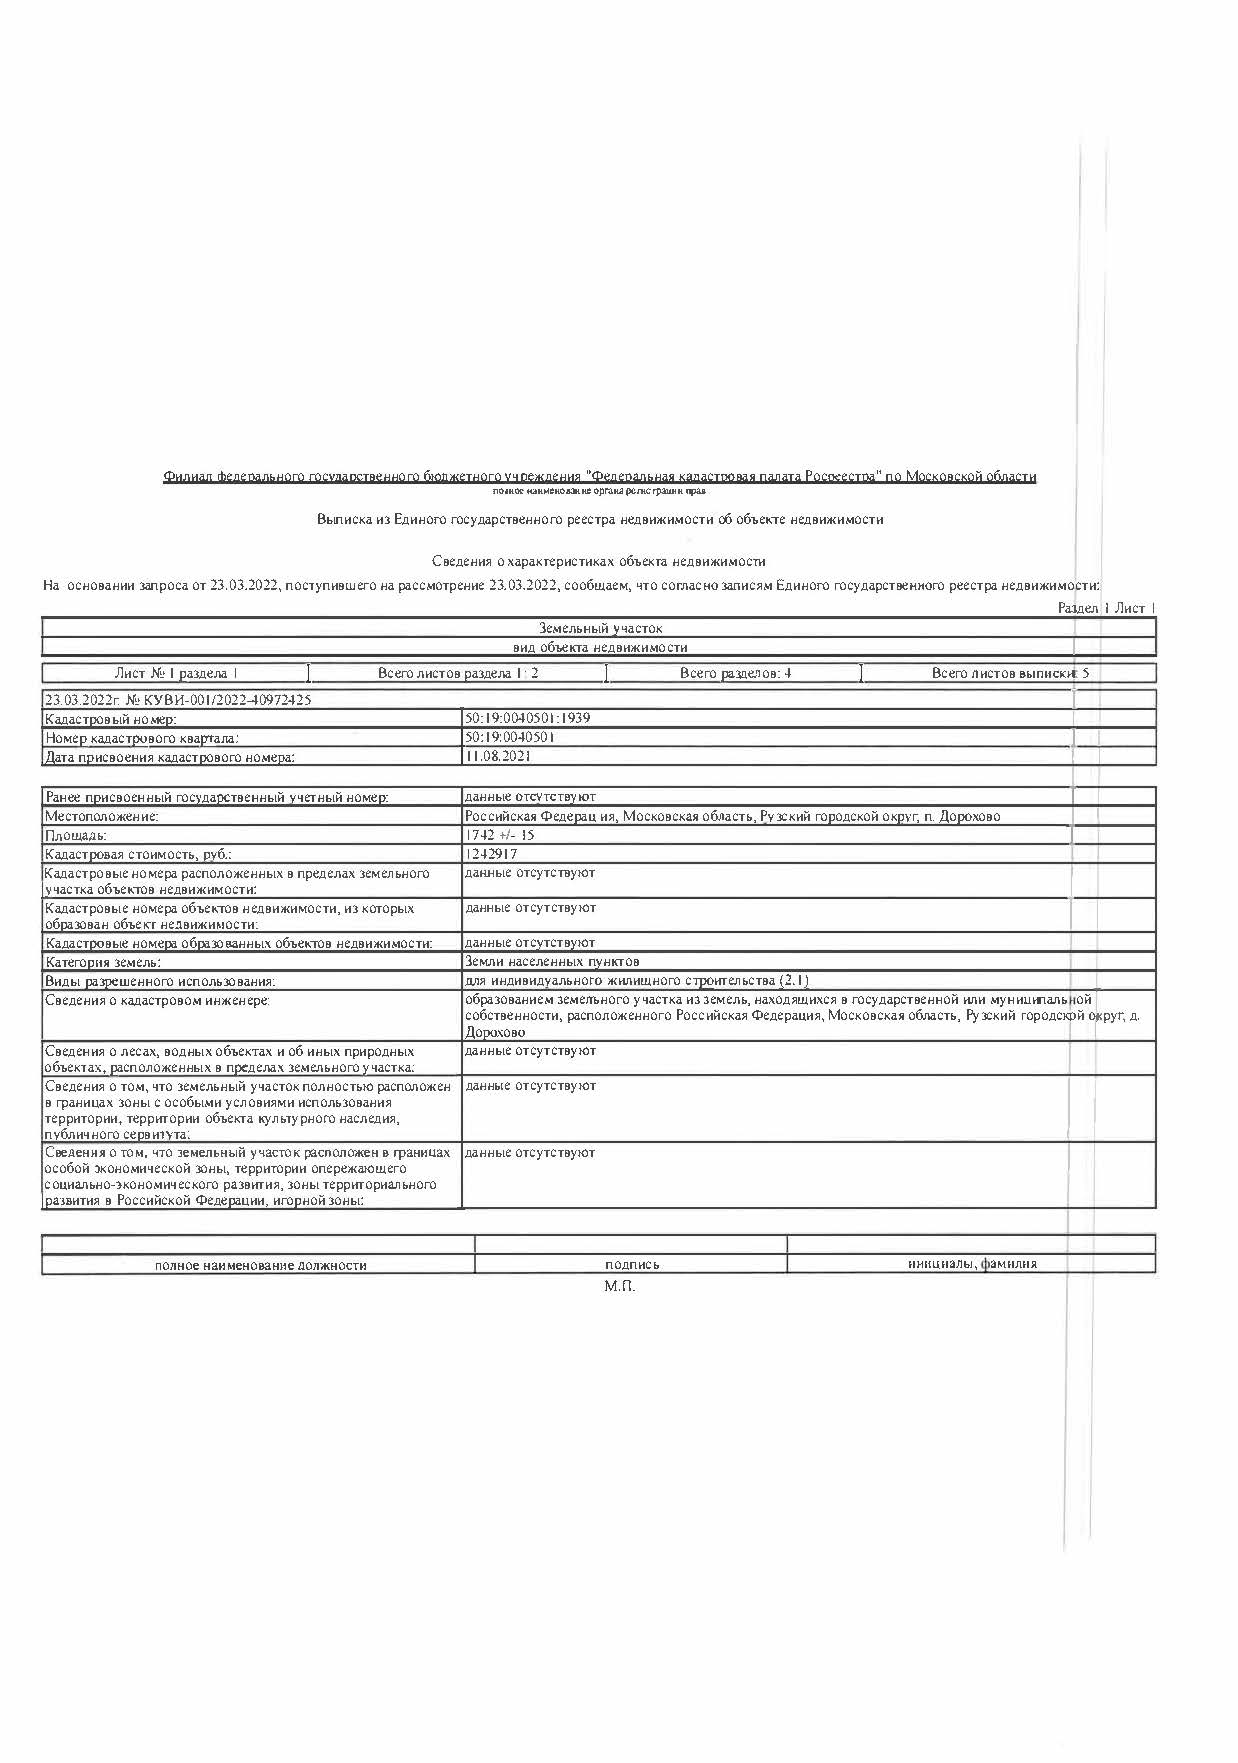 Филиал федерального государственного бюджетного учреждения "Федеральная кадастровая палата Росреестра" по Московской области
полное наименование органа регистрации прав
Выписка из Единого государственного реестра недвижимости об объекте недвижимости
Сведения о характеристиках объекта недвижимости
На основании запроса от 23.03.2022, поступившего на рассмотрение 23.03.2022, сообщаем, что согласно записям Единого государственного реестра недвижимости:
Раздел 1 Лист 1
Земельный участок
вид объекта недвижимости
Лист № 1 раздела 1 Всего листов раздела 1: 2 Всего разделов: 4 Всего листов выписки: 5
23.03.2022г. № КУВИ-001/2022-40972425
Кадастровый номер: 50:19:0040501:1939
Номер кадастрового квартала: 50:19:0040501
Дата присвоения кадастрового номера: 11.08.2021
Ранее присвоенный государственный учетный номер: данные отсутствуют
Местоположение: Российская Федерация, Московская область, Рузский городской округ, п. Дорохово
Площадь: 1742 +/- 15
Кадастровая стоимость, руб.: 1242917
Кадастровые номера расположенных в пределах земельного данные отсутствуют
участка объектов недвижимости:
Кадастровые номера объектов недвижимости, из которых данные отсутствуют
образован объект недвижимости:
Кадастровые номера образованных объектов недвижимости: данные отсутствуют
Категория земель: Земли населенных пунктов
Виды разрешенного использования: для индивидуального жилищного строительства (2.1)
Сведения о кадастровом инженере: образованием земельного участка из земель, находящихся в государственной или муниципальной
собственности, расположенного Российская Федерация, Московская область, Рузский городской округ, д.
Дорохово
Сведения о лесах, водных объектах и об иных природных данные отсутствуют
объектах, расположенных в пределах земельного участка:
Сведения о том, что земельный участок полностью расположен данные отсутствуют
в границах зоны с особыми условиями использования
территории, территории объекта культурного наследия,
публичного сервитута:
Сведения о том, что земельный участок расположен в границах данные отсутствуют
особой экономической зоны, территории опережающего
социально-экономического развития, зоны территориального
развития в Российской Федерации, игорной зоны:
полное наименование должности подпись инициалы, фамилия
М.П.